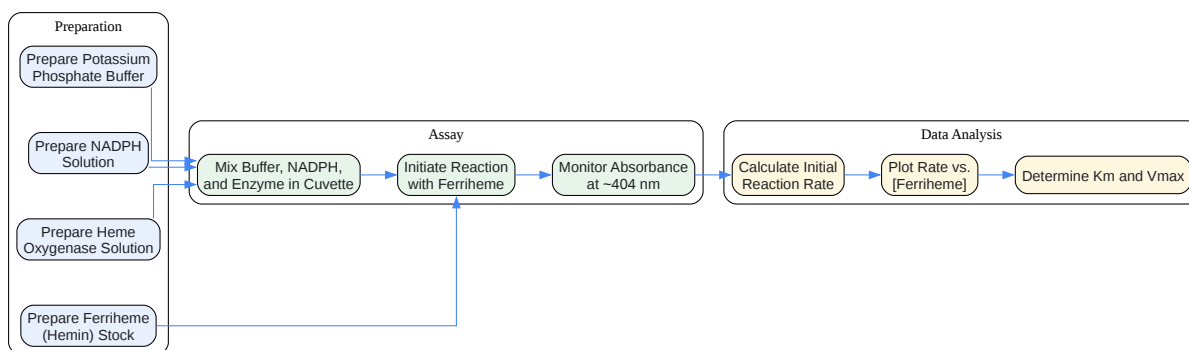 Preparation
Prepare Potassium
Phosphate Buffer
Prepare NADPH
Solution
Prepare Heme
Oxygenase Solution
Prepare Ferriheme
(Hemin) Stock
Assay
Mix Buffer, NADPH,
and Enzyme in Cuvette
Initiate Reaction
with Ferriheme
Monitor Absorbance
at ~404 nm
Data Analysis
Calculate Initial
Reaction Rate
Plot Rate vs.
[Ferriheme]
Determine Km and Vmax